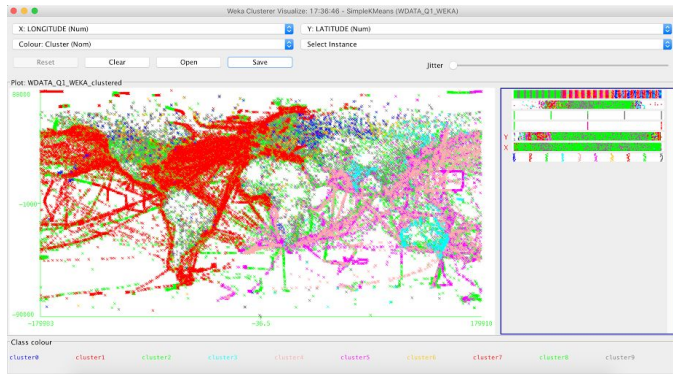 Weka Clusterer Visualize: 17:36:46 - SimpleKMeans (WDATA_Q1_WEKA)
X: LONGITUDE (Num) Y: LATITUDE (Num)
Colour: Cluster (Nom) Select Instance
Reset Clear Open Save Jitter
Plot: WDATA_Q1_WEKA_clustered
Y
X
-179983 -36.5
Class colour
cluster0 cluster1 cluster2 cluster3 cluster4 cluster5 cluster6 cluster7 cluster8 cluster9